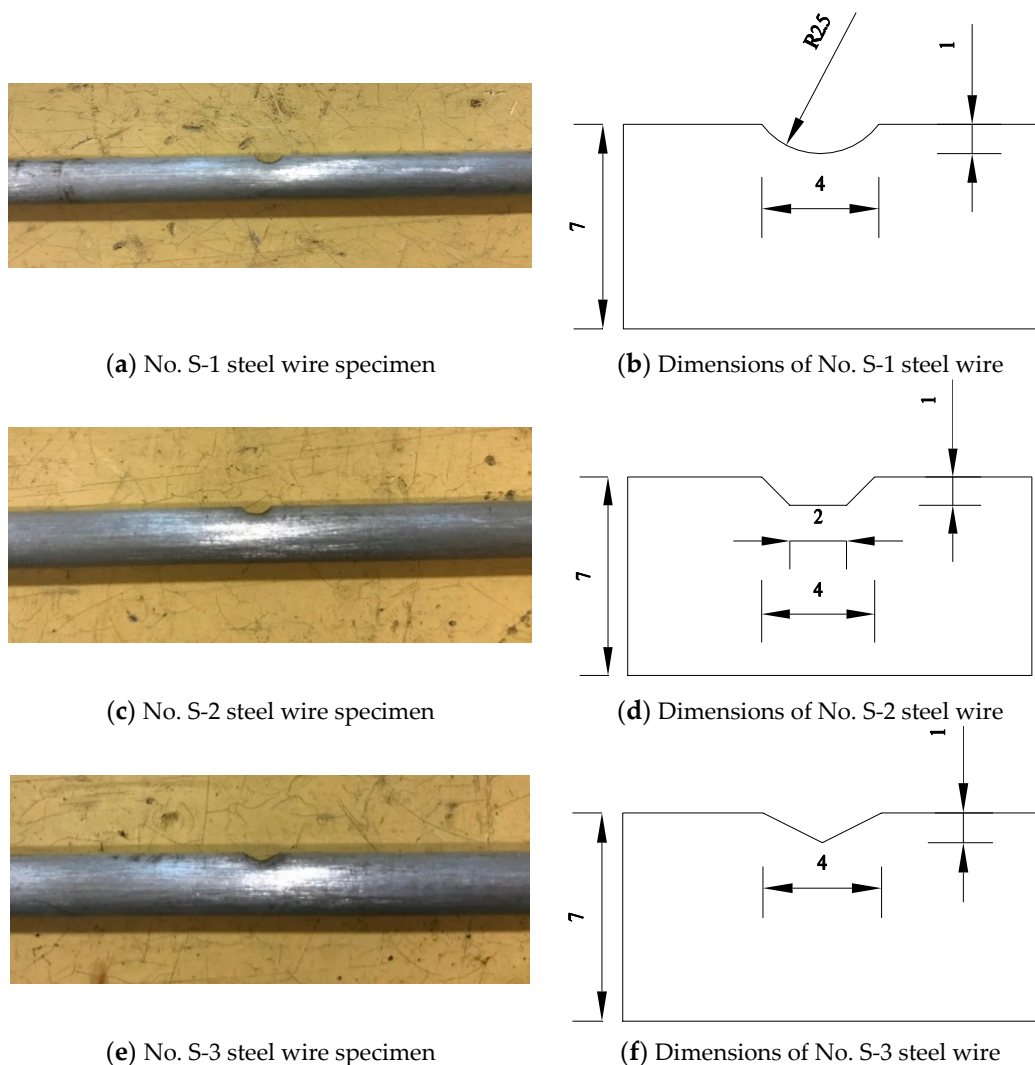 R2.5
1
4
7
(a) No. S-1 steel wire specimen
(b) Dimensions of No. S-1 steel wire
1
2
4
7
(c) No. S-2 steel wire specimen
(d) Dimensions of No. S-2 steel wire
1
4
7
(e) No. S-3 steel wire specimen
(f) Dimensions of No. S-3 steel wire